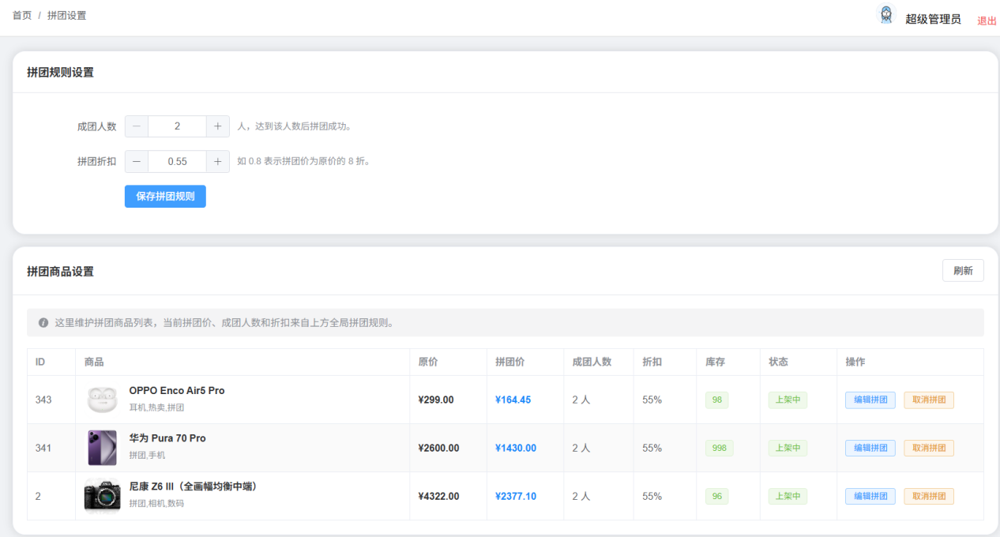 首页 / 拼团设置
超级管理员 退出
拼团规则设置
成团人数 − 2 + 人，达到该人数后拼团成功。
拼团折扣 − 0.55 + 如 0.8 表示拼团价为原价的 8 折。
保存拼团规则
拼团商品设置 刷新
这里维护拼团商品列表，当前拼团价、成团人数和折扣来自上方全局拼团规则。
ID 商品 原价 拼团价 成团人数 折扣 库存 状态 操作
343 OPPO Enco Air5 Pro ¥299.00 ¥164.45 2 人 55% 98 上架中 编辑拼团 取消拼团
耳机,热卖,拼团
341 华为 Pura 70 Pro ¥2600.00 ¥1430.00 2 人 55% 998 上架中 编辑拼团 取消拼团
拼团,手机
2 尼康 Z6 III（全画幅均衡中端） ¥4322.00 ¥2377.10 2 人 55% 96 上架中 编辑拼团 取消拼团
拼团,相机,数码